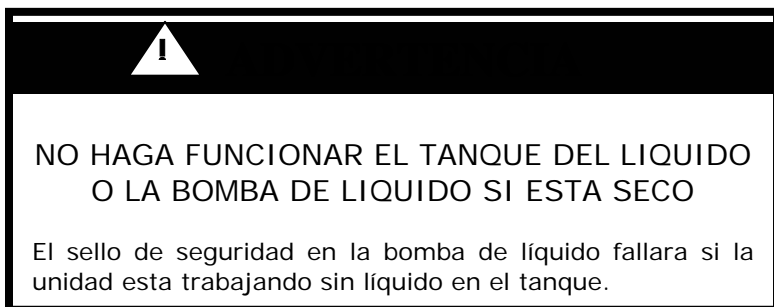 !
NO HAGA FUNCIONAR EL TANQUE DEL LIQUIDO
O LA BOMBA DE LIQUIDO SI ESTA SECO
El sello de seguridad en la bomba de líquido fallara si la
unidad esta trabajando sin líquido en el tanque.